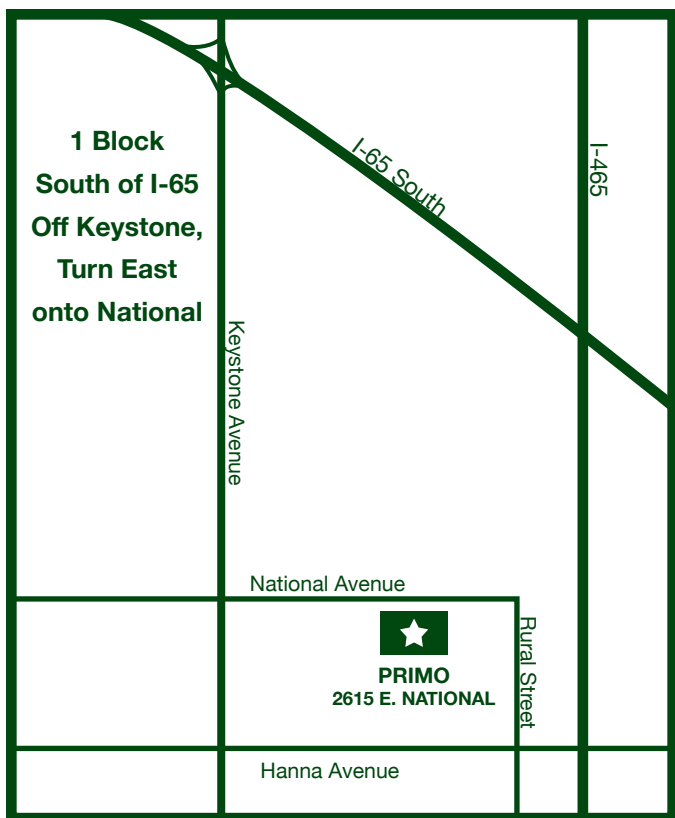 1 Block
South of I-65
Off Keystone,
Turn East
onto National
I-65 South
I-465
Keystone Avenue
National Avenue
Rural Street
PRIMO
2615 E. NATIONAL
Hanna Avenue